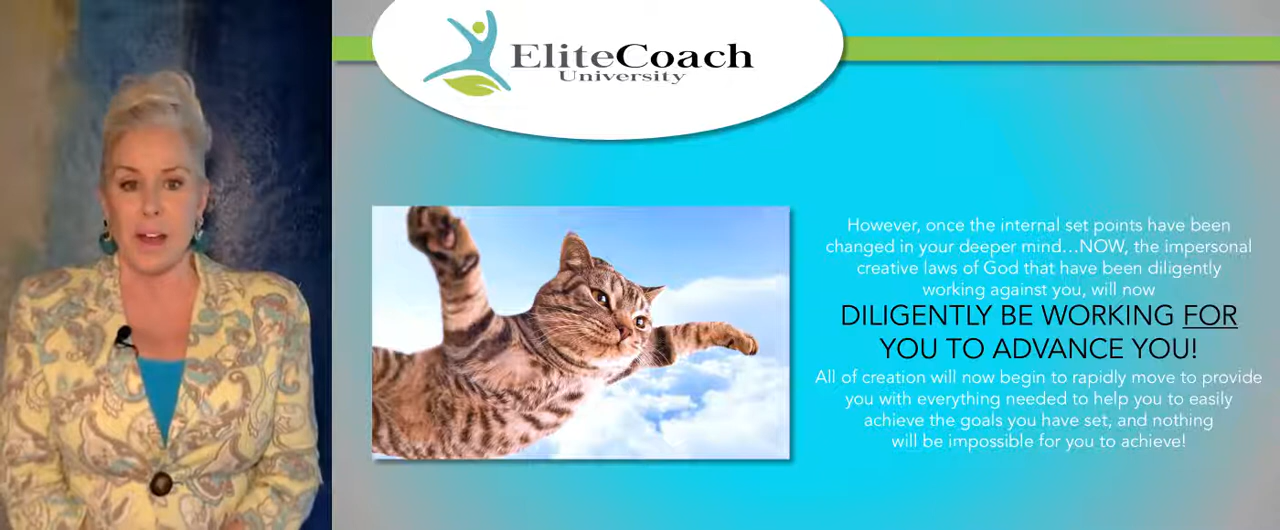 EliteCoach
University
However, once the internal set points have been
changed in your deeper mind...NOW, the impersonal
creative laws of God that have been diligently
working against you, will now
DILIGENTLY BE WORKING FOR
YOU TO ADVANCE YOU!
All of creation will now begin to rapidly move to provide
you with everything needed to help you to easily
achieve the goals you have set, and nothing
will be impossible for you to achieve!